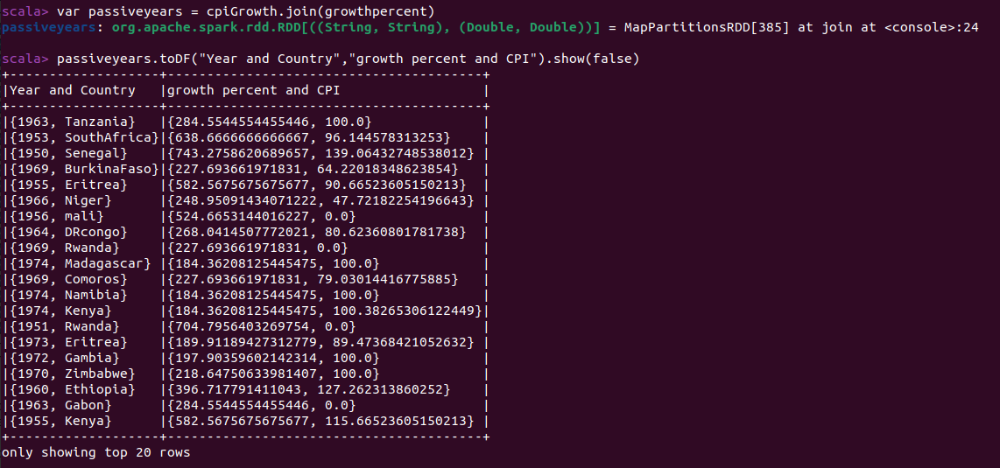 scala> var passiveyears = cpiGrowth.join(growthpercent)
passiveyears: org.apache.spark.rdd.RDD[((String, String), (Double, Double))] = MapPartitionsRDD[385] at join at <console>:24

scala> passiveyears.toDF("Year and Country","growth percent and CPI").show(false)
+-------------------+----------------------------------------+
|Year and Country   |growth percent and CPI                  |
+-------------------+----------------------------------------+
|{1963, Tanzania}   |{284.5544554455446, 100.0}              |
|{1953, SouthAfrica}|{638.6666666666667, 96.144578313253}    |
|{1950, Senegal}    |{743.2758620689657, 139.06432748538012} |
|{1969, BurkinaFaso}|{227.693661971831, 64.22018348623854}   |
|{1955, Eritrea}    |{582.5675675675677, 90.66523605150213}  |
|{1966, Niger}      |{248.95091434071222, 47.72182254196643} |
|{1956, mali}       |{524.6653144016227, 0.0}                |
|{1964, DRcongo}    |{268.0414507772021, 80.62360801781738}  |
|{1969, Rwanda}     |{227.693661971831, 0.0}                 |
|{1974, Madagascar} |{184.36208125445475, 100.0}             |
|{1969, Comoros}    |{227.693661971831, 79.03014416775885}   |
|{1974, Namibia}    |{184.36208125445475, 100.0}             |
|{1974, Kenya}      |{184.36208125445475, 100.38265306122449}|
|{1951, Rwanda}     |{704.7956403269754, 0.0}                |
|{1973, Eritrea}    |{189.91189427312779, 89.47368421052632} |
|{1972, Gambia}     |{197.90359602142314, 100.0}             |
|{1970, Zimbabwe}   |{218.64750633981407, 100.0}             |
|{1960, Ethiopia}   |{396.717791411043, 127.262313860252}    |
|{1963, Gabon}      |{284.5544554455446, 0.0}                |
|{1955, Kenya}      |{582.5675675675677, 115.66523605150213} |
+-------------------+----------------------------------------+
only showing top 20 rows